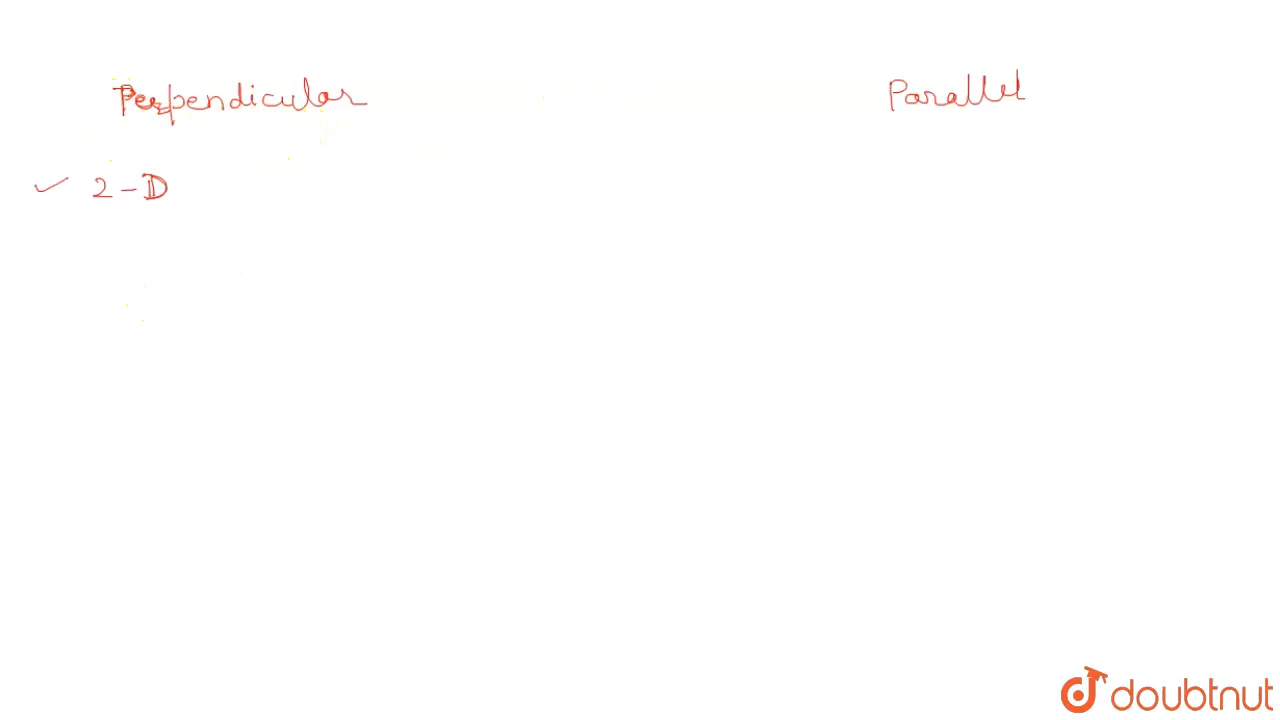 Perpendicular Parallel
✓ 2-D
doubtnut